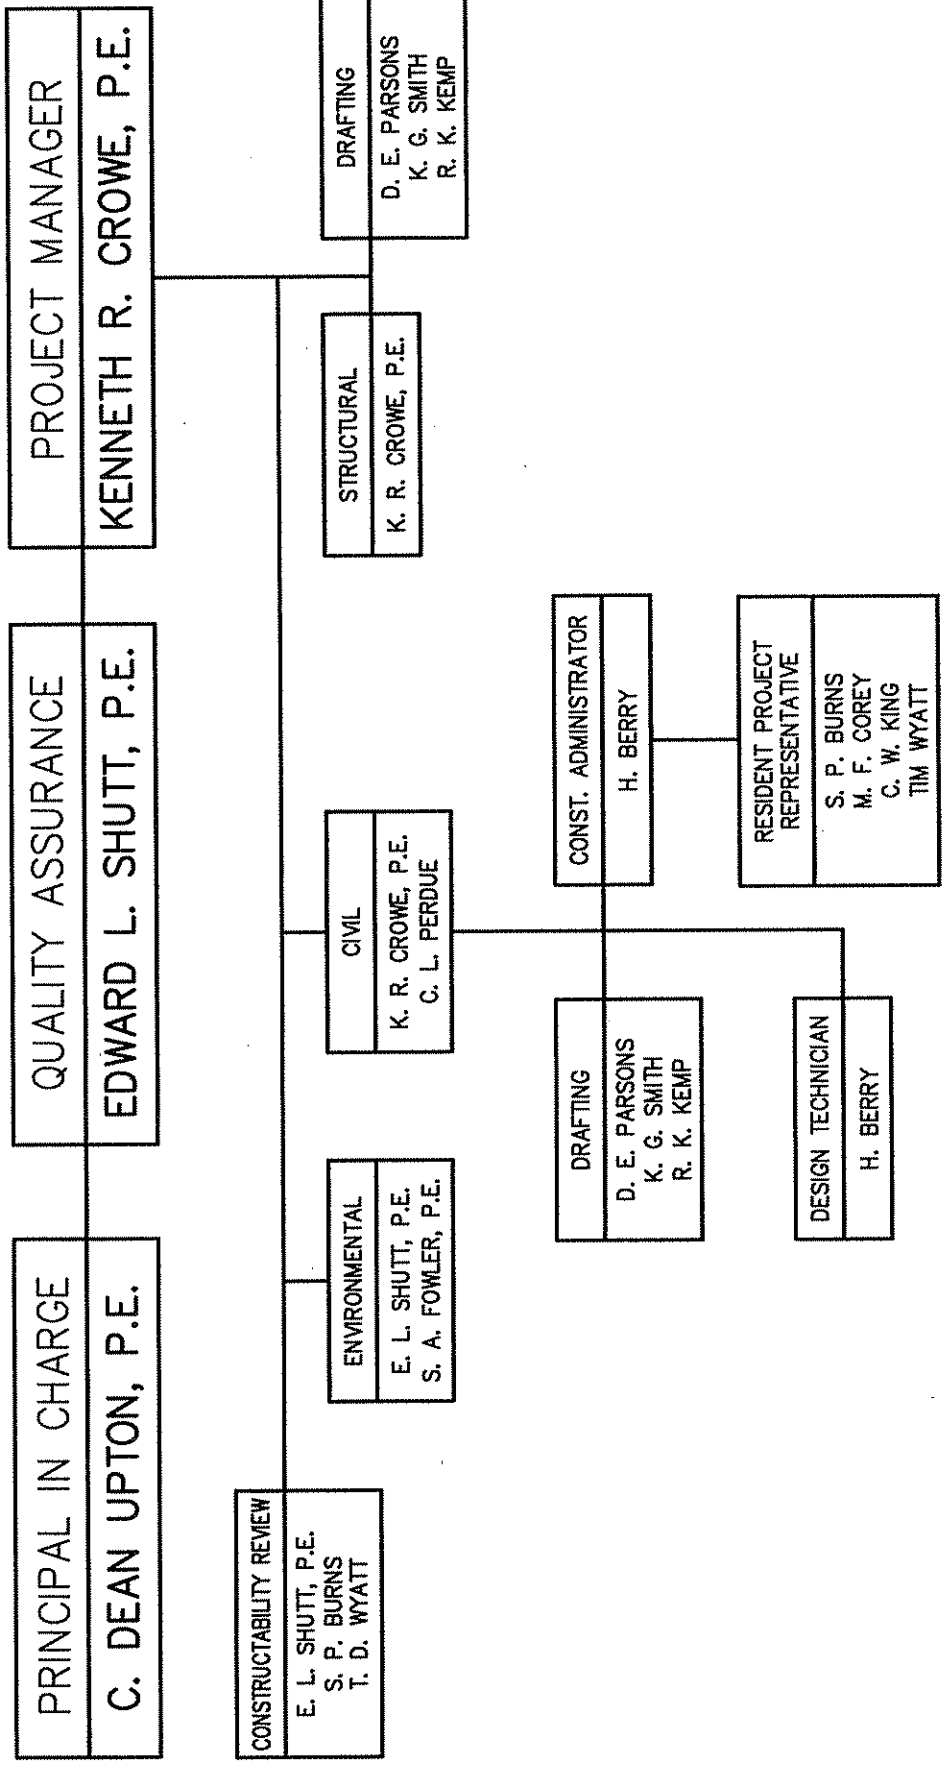 PRINCIPAL IN CHARGE
C. DEAN UPTON, P.E.
QUALITY ASSURANCE
EDWARD L. SHUTT, P.E.
PROJECT MANAGER
KENNETH R. CROWE, P.E.
CONSTRUCTABILITY REVIEW
E. L. SHUTT, P.E.
S. P. BURNS
T. D. WYATT
ENVIRONMENTAL
E. L. SHUTT, P.E.
S. A. FOWLER, P.E.
CIVIL
K. R. CROWE, P.E.
C. L. PERDUE
STRUCTURAL
K. R. CROWE, P.E.
DRAFTING
D. E. PARSONS
K. G. SMITH
R. K. KEMP
DRAFTING
D. E. PARSONS
K. G. SMITH
R. K. KEMP
CONST. ADMINISTRATOR
H. BERRY
DESIGN TECHNICIAN
H. BERRY
RESIDENT PROJECT
REPRESENTATIVE
S. P. BURNS
M. F. COREY
C. W. KING
TIM WYATT